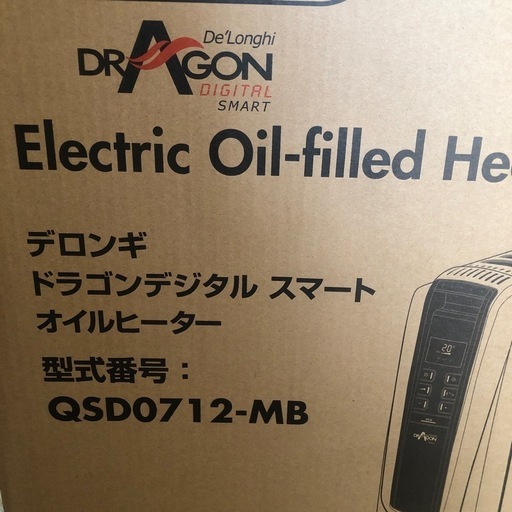 De'Longhi
DRAGON
DIGITAL
SMART
Electric Oil-filled He
デロンギ
ドラゴンデジタル スマート
オイルヒーター
型式番号：
QSD0712-MB
20
DRAGON